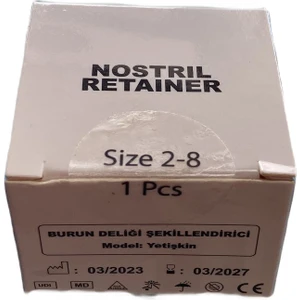 NOSTRIL
RETAINER
Size 2-8
1 Pcs
BURUN DELİĞİ ŞEKİLLENDİRİCİ
Model: Yetişkin
: 03/2023 : 03/2027
UDI MD CE